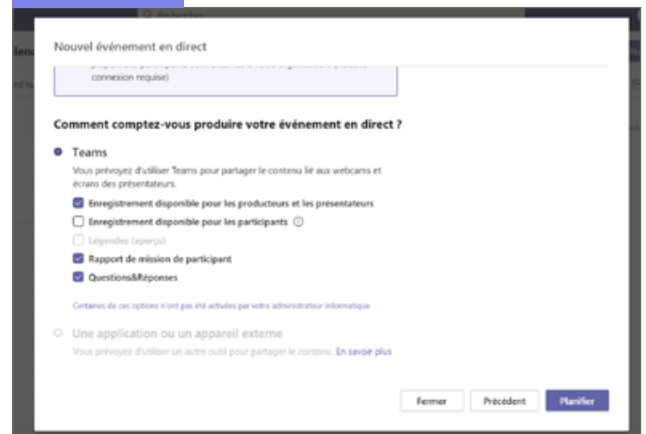 Rechercher
Nouvel événement en direct
connexion requise)
Comment comptez-vous produire votre événement en direct ?
Teams
Vous prévoyez d'utiliser Teams pour partager le contenu lié aux webcams et
écrans des présentateurs.
Enregistrement disponible pour les producteurs et les présentateurs
Enregistrement disponible pour les participants
Légendes (aperçu)
Rapport de mission de participant
Questions&Réponses
Certaines de ces options n'ont pas été activées par votre administrateur informatique
Une application ou un appareil externe
Vous prévoyez d'utiliser un autre outil pour partager le contenu. En savoir plus
Fermer Précédent Planifier